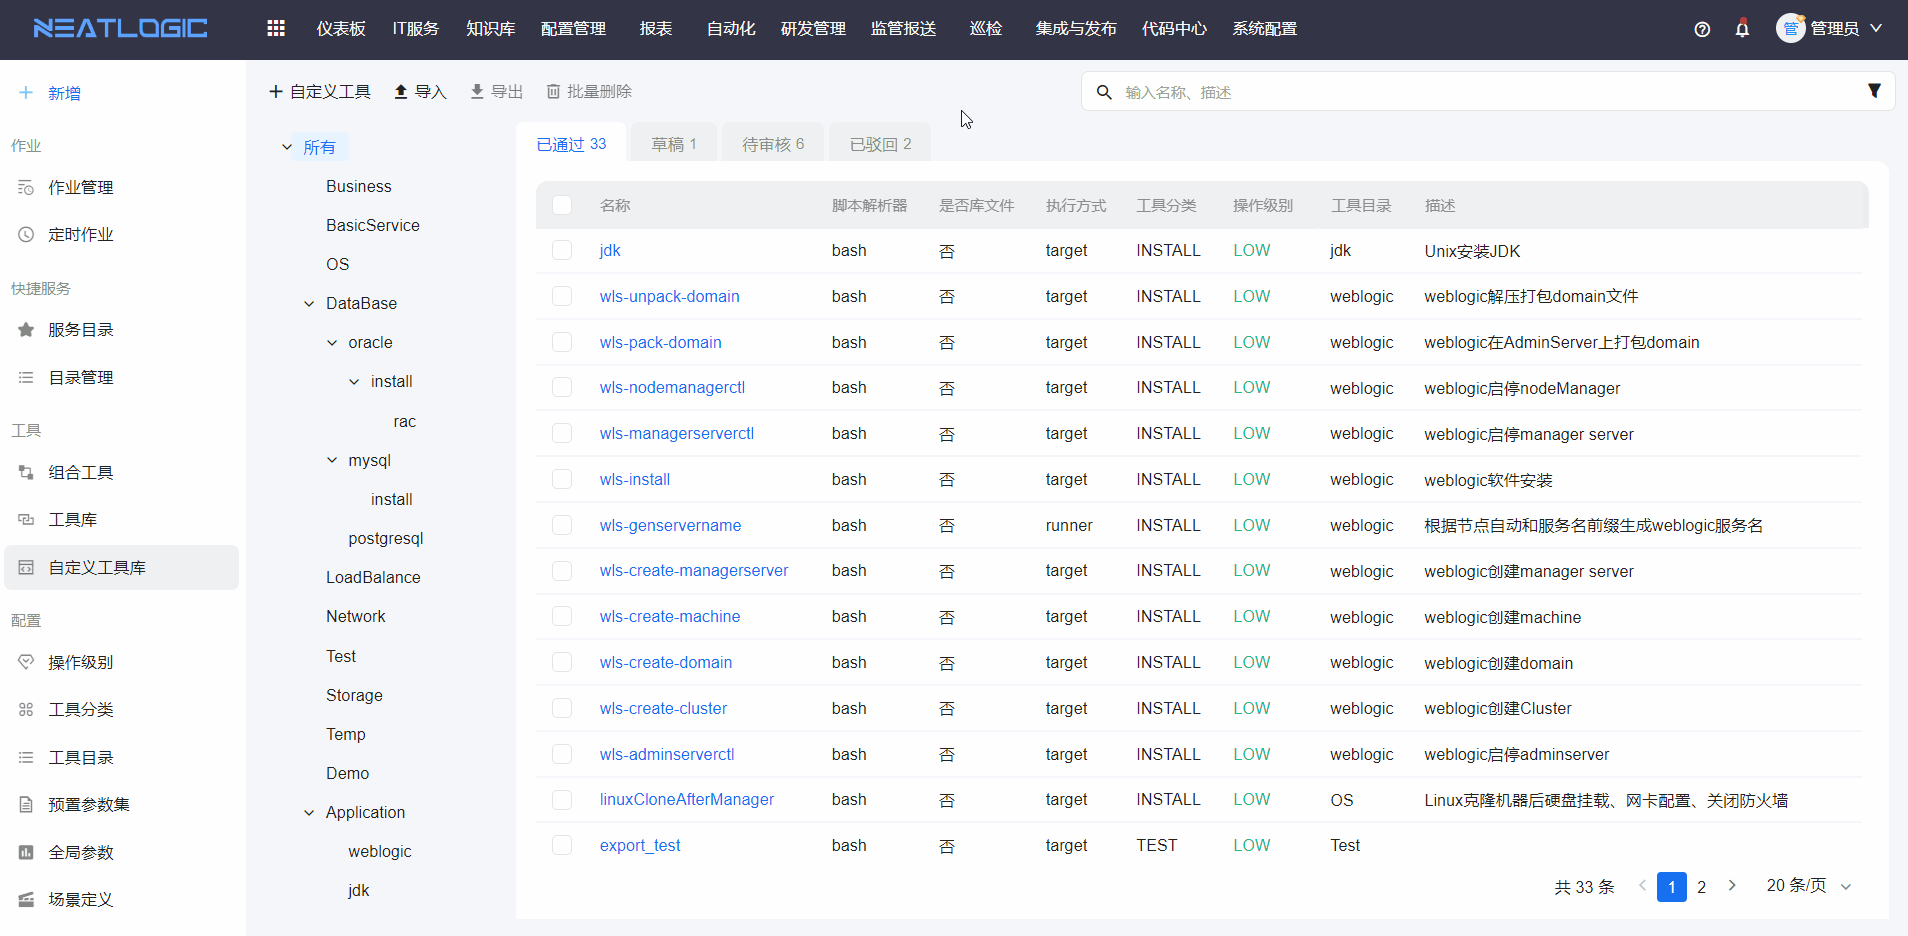 NEATLOGIC
仪表板 IT服务 知识库 配置管理 报表 自动化 研发管理 监管报送 巡检 集成与发布 代码中心 系统配置
管 管理员
新增
作业
作业管理
定时作业
快捷服务
服务目录
目录管理
工具
组合工具
工具库
自定义工具库
配置
操作级别
工具分类
工具目录
预置参数集
全局参数
场景定义
自定义工具 导入 导出 批量删除
输入名称、描述
所有
Business
BasicService
OS
DataBase
oracle
install
rac
mysql
install
postgresql
LoadBalance
Network
Test
Storage
Temp
Demo
Application
weblogic
jdk
已通过 33 草稿 1 待审核 6 已驳回 2
名称 脚本解析器 是否库文件 执行方式 工具分类 操作级别 工具目录 描述
jdk bash 否 target INSTALL LOW jdk Unix安装JDK
wls-unpack-domain bash 否 target INSTALL LOW weblogic weblogic解压打包domain文件
wls-pack-domain bash 否 target INSTALL LOW weblogic weblogic在AdminServer上打包domain
wls-nodemanagerctl bash 否 target INSTALL LOW weblogic weblogic启停nodeManager
wls-managerserverctl bash 否 target INSTALL LOW weblogic weblogic启停manager server
wls-install bash 否 target INSTALL LOW weblogic weblogic软件安装
wls-genservername bash 否 runner INSTALL LOW weblogic 根据节点自动和服务名前缀生成weblogic服务名
wls-create-managerserver bash 否 target INSTALL LOW weblogic weblogic创建manager server
wls-create-machine bash 否 target INSTALL LOW weblogic weblogic创建machine
wls-create-domain bash 否 target INSTALL LOW weblogic weblogic创建domain
wls-create-cluster bash 否 target INSTALL LOW weblogic weblogic创建Cluster
wls-adminserverctl bash 否 target INSTALL LOW weblogic weblogic启停adminserver
linuxCloneAfterManager bash 否 target INSTALL LOW OS Linux克隆机器后硬盘挂载、网卡配置、关闭防火墙
export_test bash 否 target TEST LOW Test
共 33 条 1 2 20 条/页